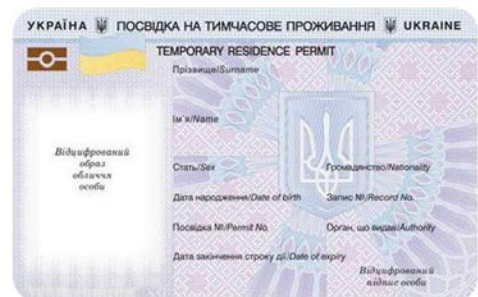 УКРАЇНА ПОСВІДКА НА ТИМЧАСОВЕ ПРОЖИВАННЯ UKRAINE
TEMPORARY RESIDENCE PERMIT
Прізвище/Surname
Ім'я/Name
Відцифрований
образ
обличчя
особи
Стать/Sex Громадянство/Nationality
Дата народження/Date of birth Запис №/Record No.
Посвідка №/Permit No. Орган, що видав/Authority
Дата закінчення строку дії/Date of expiry
Відцифрований
підпис особи